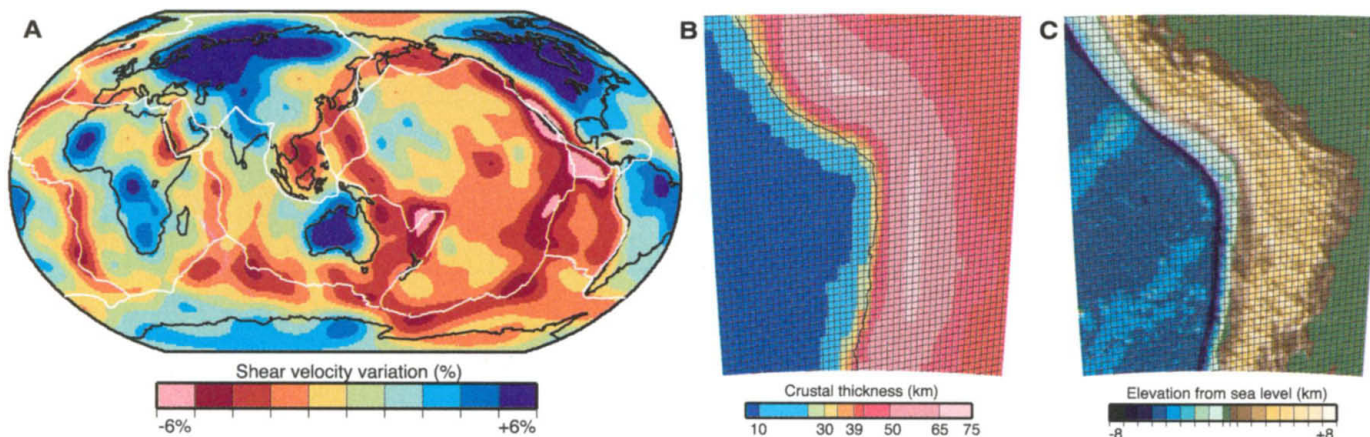 A
B
C
Shear velocity variation (%)
-6%
+6%
Crustal thickness (km)
10 30 39 50 65 75
Elevation from sea level (km)
-8
+8